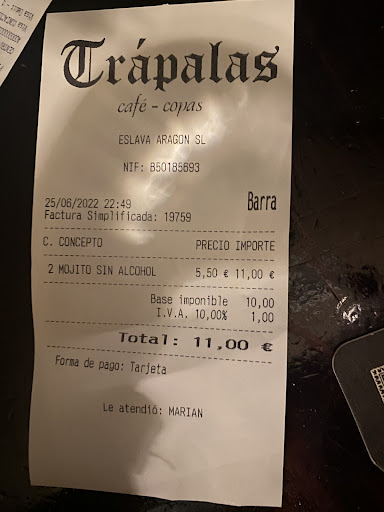 Trápalas
café - copas
ESLAVA ARAGON SL
NIF: B50185693
25/06/2022 22:49 Barra
Factura Simplificada: 19759
C. CONCEPTO PRECIO IMPORTE
2 MOJITO SIN ALCOHOL 5,50 € 11,00 €
Base imponible 10,00
I.V.A. 10,00% 1,00
Total: 11,00 €
Forma de pago: Tarjeta
Le atendió: MARIAN